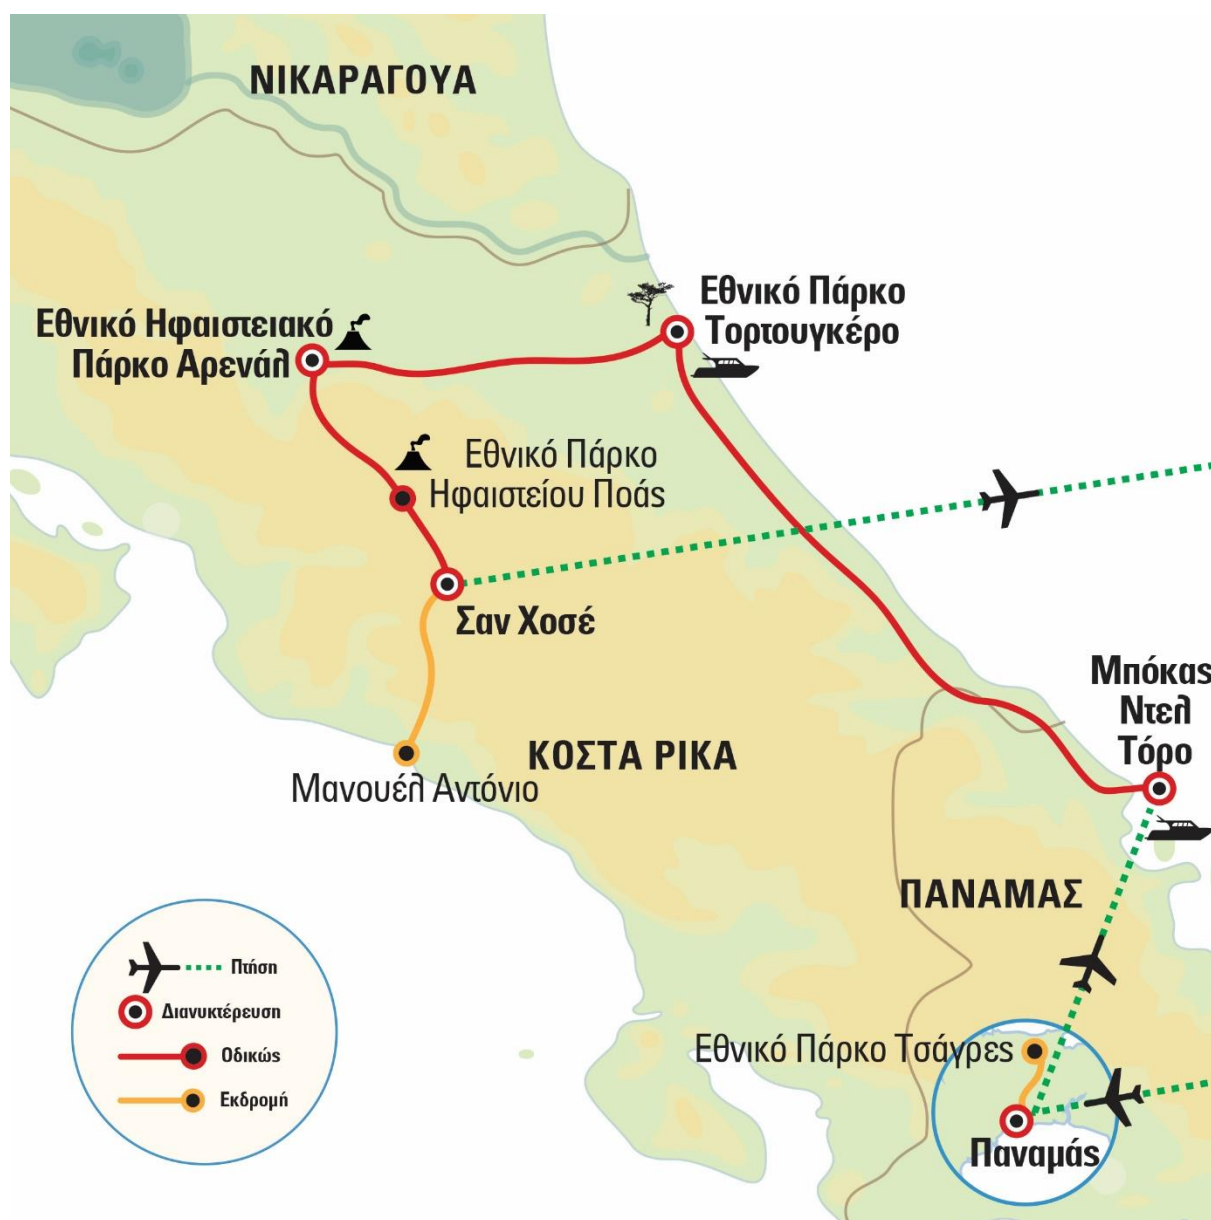 ΝΙΚΑΡΑΓΟΥΑ
Εθνικό Πάρκο
Τορτουγκέρο
Εθνικό Ηφαιστειακό
Πάρκο Αρενάλ
Εθνικό Πάρκο
Ηφαιστείου Ποάς
Σαν Χοσέ
Μπόκας
Ντελ
Τόρο
ΚΟΣΤΑ ΡΙΚΑ
Μανουέλ Αντόνιο
ΠΑΝΑΜΑΣ
Εθνικό Πάρκο Τσάγρες
Παναμάς
Πτήση
Διανυκτέρευση
Οδικώς
Εκδρομή